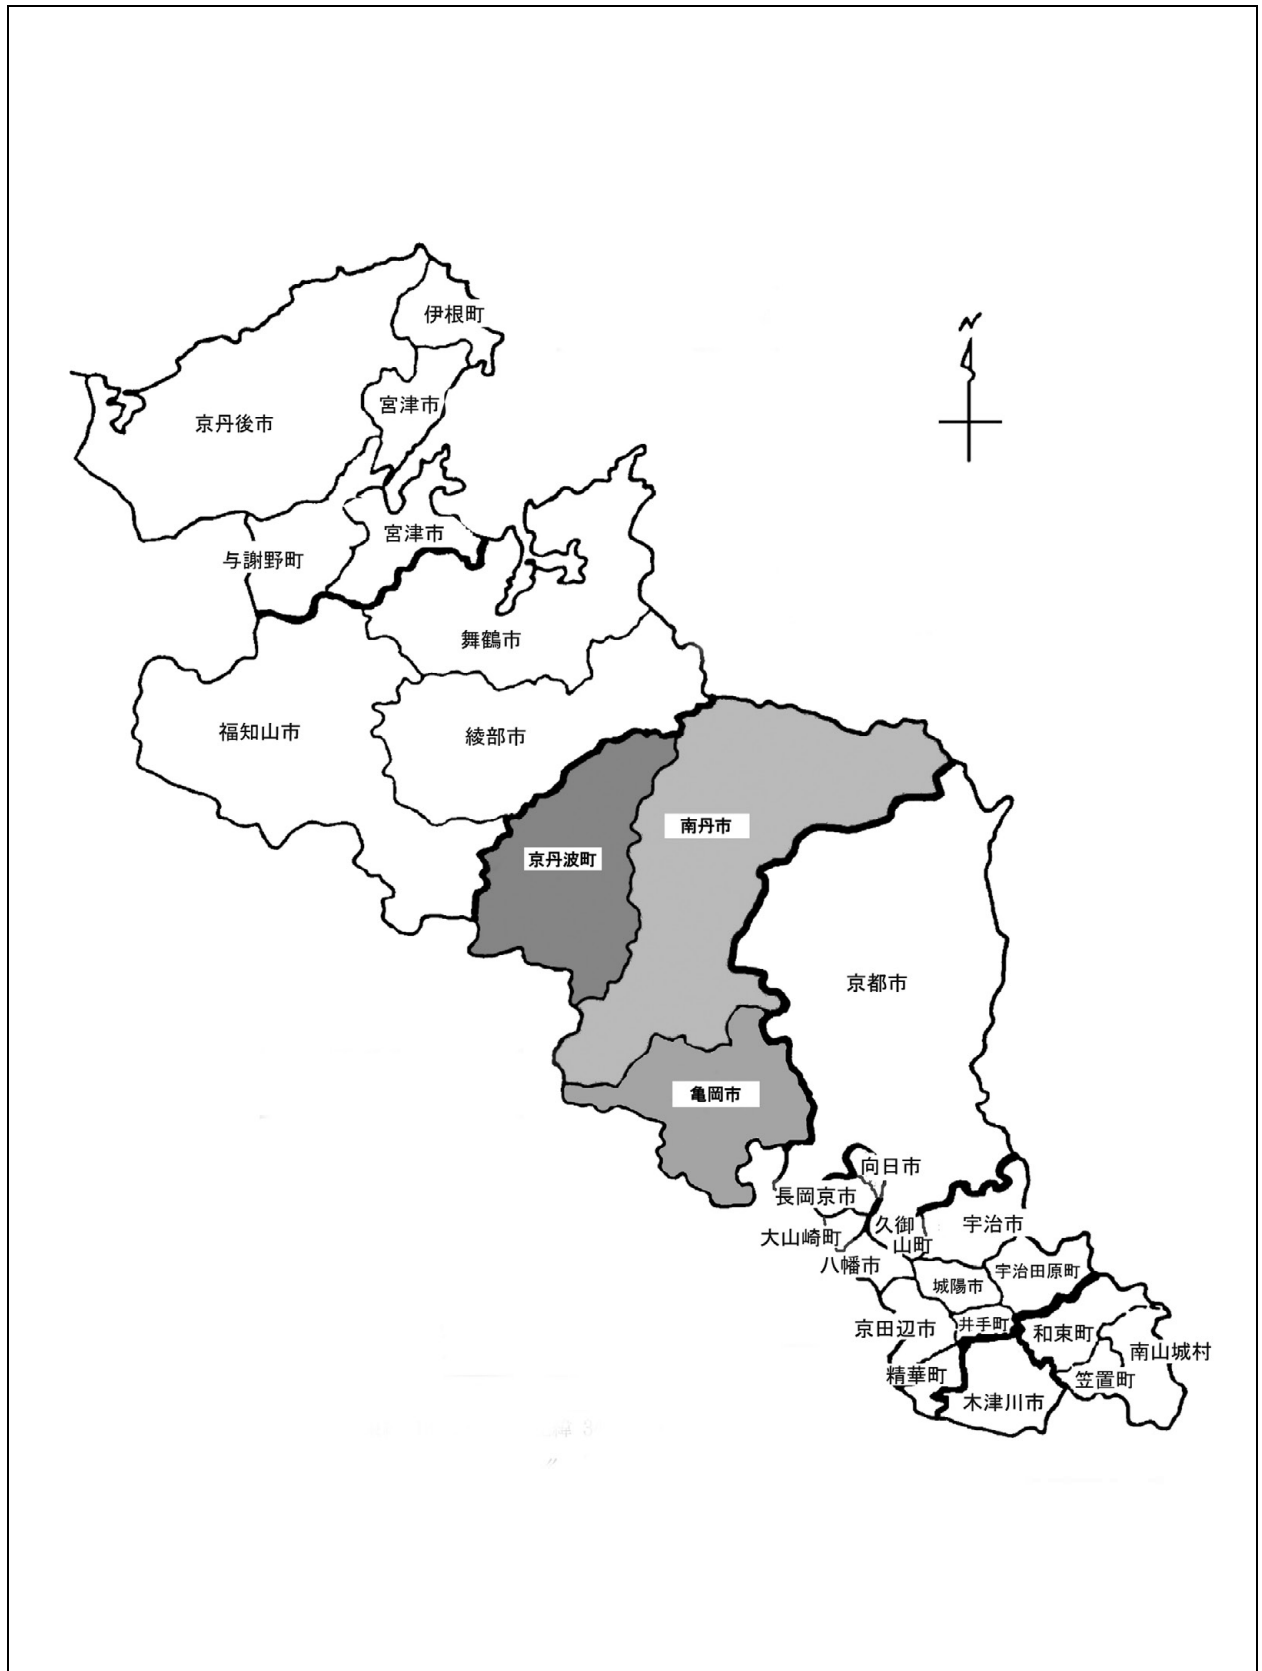 N
伊根町
宮津市
京丹後市
宮津市
与謝野町
舞鶴市
福知山市
綾部市
南丹市
京丹波町
京都市
亀岡市
向日市
長岡京市
久御
山町
宇治市
大山崎町
八幡市
宇治田原町
城陽市
京田辺市
井手町
和束町
南山城村
精華町
笠置町
木津川市